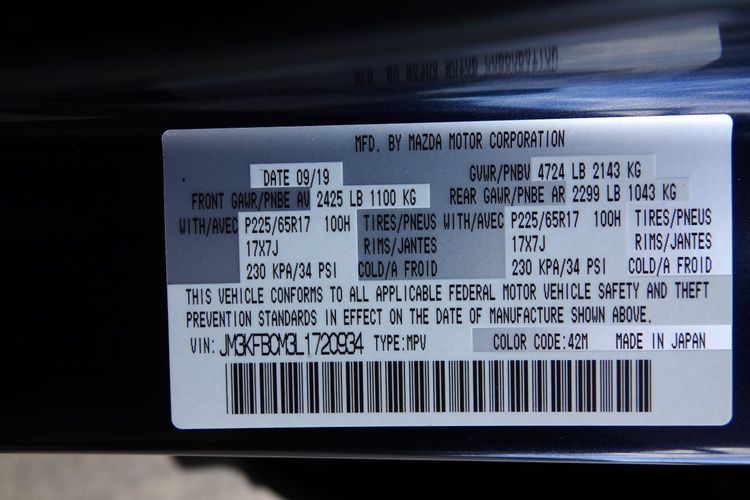 MFD. BY MAZDA MOTOR CORPORATION
DATE 09/19 GVWR/PNBV 4724 LB 2143 KG
FRONT GAWR/PNBE AV 2425 LB 1100 KG REAR GAWR/PNBE AR 2299 LB 1043 KG
WITH/AVEC P225/65R17 100H TIRES/PNEUS WITH/AVEC P225/65R17 100H TIRES/PNEUS
17X7J RIMS/JANTES 17X7J RIMS/JANTES
230 KPA/34 PSI COLD/A FROID 230 KPA/34 PSI COLD/A FROID
THIS VEHICLE CONFORMS TO ALL APPLICABLE FEDERAL MOTOR VEHICLE SAFETY AND THEFT
PREVENTION STANDARDS IN EFFECT ON THE DATE OF MANUFACTURE SHOWN ABOVE.
VIN: JM3KFBCM3L1720934 TYPE:MPV COLOR CODE:42M MADE IN JAPAN